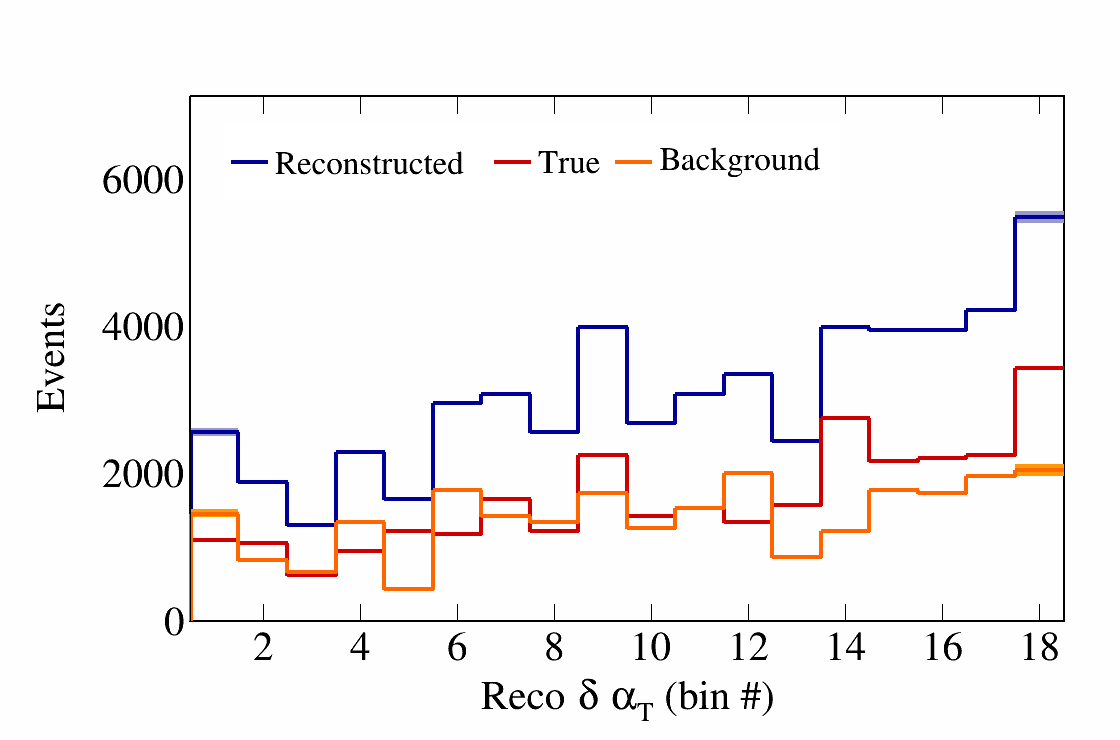 Reconstructed True Background
6000
4000
2000
0
Events
2 4 6 8 10 12 14 16 18
Reco δ α_T (bin #)